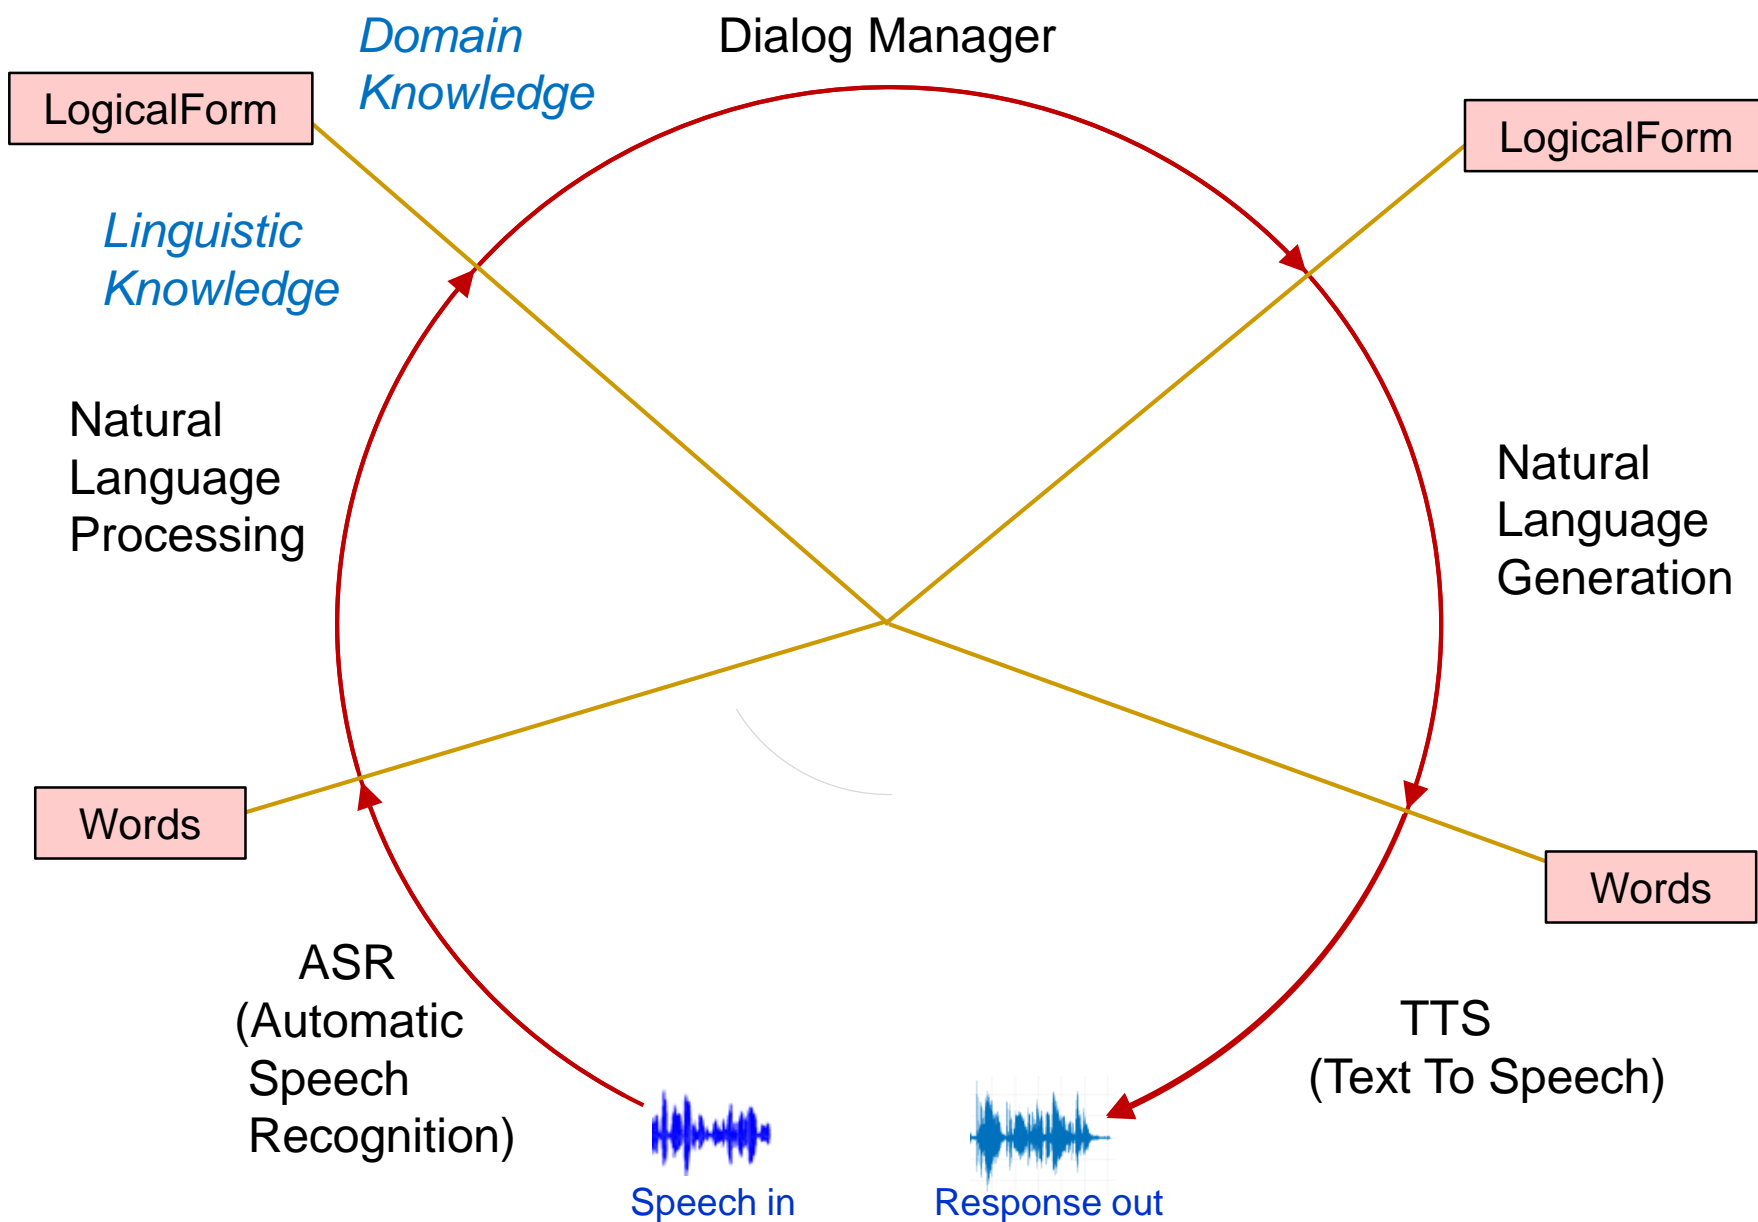 Domain
Knowledge
Dialog Manager
LogicalForm
LogicalForm
Linguistic
Knowledge
Natural
Language
Processing
Natural
Language
Generation
Words
Words
ASR
(Automatic
Speech
Recognition)
TTS
(Text To Speech)
Speech in
Response out